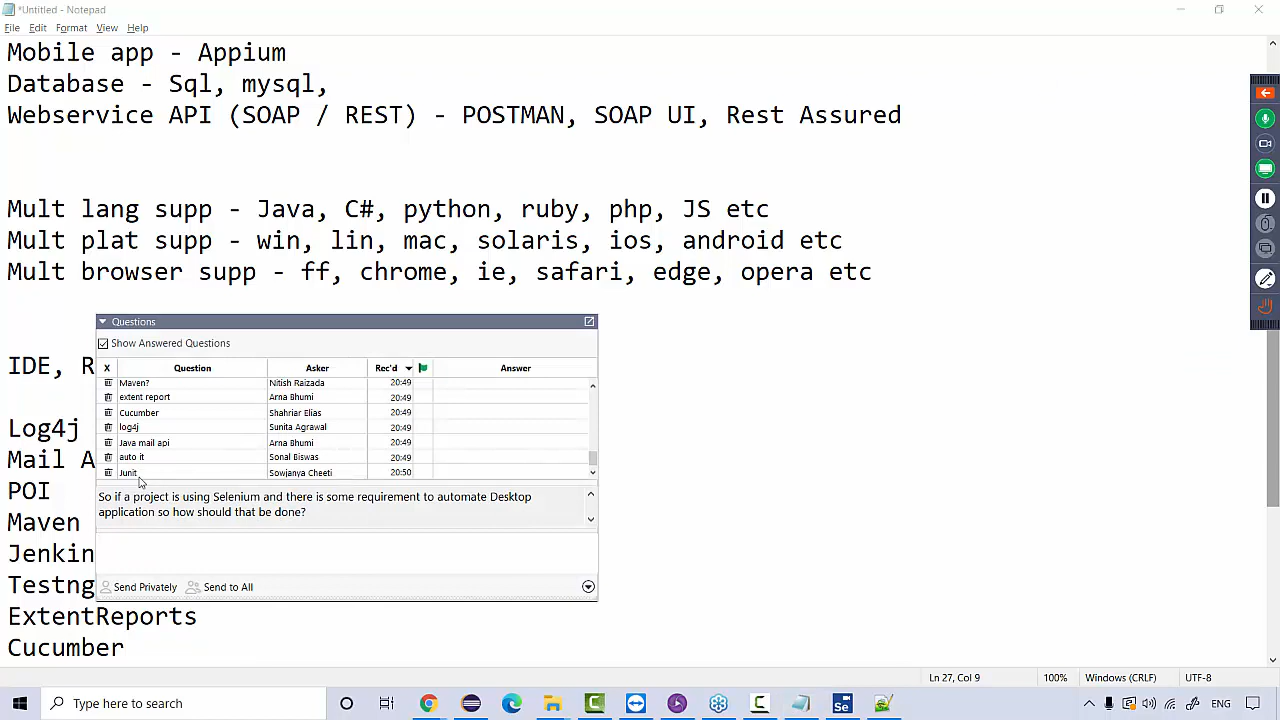 *Untitled - Notepad
File Edit Format View Help
Mobile app - Appium
Database - Sql, mysql,
Webservice API (SOAP / REST) - POSTMAN, SOAP UI, Rest Assured
Mult lang supp - Java, C#, python, ruby, php, JS etc
Mult plat supp - win, lin, mac, solaris, ios, android etc
Mult browser supp - ff, chrome, ie, safari, edge, opera etc
IDE, R
Log4j
Mail A
POI
Maven
Jenkin
Testng
ExtentReports
Cucumber
Questions
Show Answered Questions
X Question Asker Rec'd Answer
Maven? Nitish Raizada 20:49
extent report Arna Bhumi 20:49
Cucumber Shahriar Elias 20:49
log4j Sunita Agrawal 20:49
Java mail api Arna Bhumi 20:49
auto it Sonal Biswas 20:49
Junit Sowjanya Cheeti 20:50
So if a project is using Selenium and there is some requirement to automate Desktop
application so how should that be done?
Send Privately Send to All
Ln 27, Col 9 100% Windows (CRLF) UTF-8
Type here to search
Se
ENG